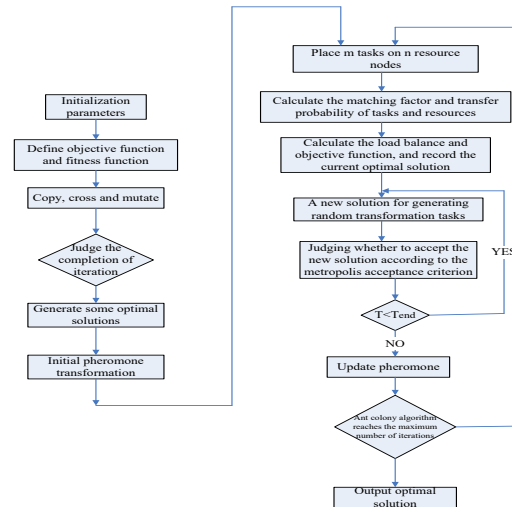 Initialization
parameters
Define objective function
and fitness function
Copy, cross and mutate
Judge the
completion of
iteration
Generate some optimal
solutions
Initial pheromone
transformation
Place m tasks on n resource
nodes
Calculate the matching factor and transfer
probability of tasks and resources
Calculate the load balance and
objective function, and record the
current optimal solution
A new solution for generating
random transformation tasks
Judging whether to accept the
new solution according to the
metropolis acceptance criterion
YES
T<Tend
NO
Update pheromone
Ant colony algorithm
reaches the maximum
number of iterations
Output optimal
solution